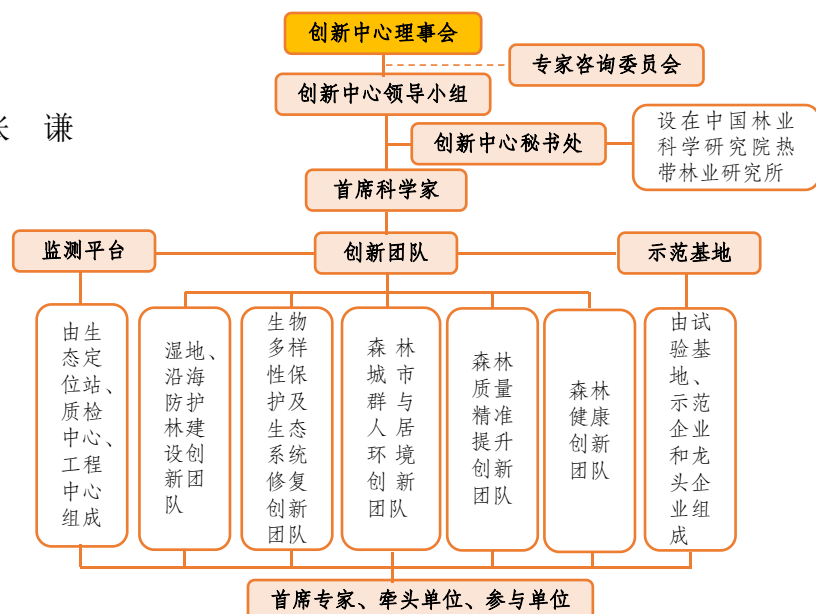 创新中心理事会
专家咨询委员会
创新中心领导小组
张 谦
创新中心秘书处
设在中国林业
科学研究院热
带林业研究所
首席科学家
监测平台
创新团队
示范基地
由生
态定
位站、
质检
中心、
工程
中心
组成
湿地、
沿海
防护
林建
设创
新团
队
生物
多样
性保
护及
生态
系统
修复
创新
团队
森林
城市
群与
人居
环境
创新
团队
森林
质量
精准
提升
创新
团队
森林
健康
创新
团队
由试
验基
地、
示范
企业
和龙
头企
业组
成
首席专家、牵头单位、参与单位